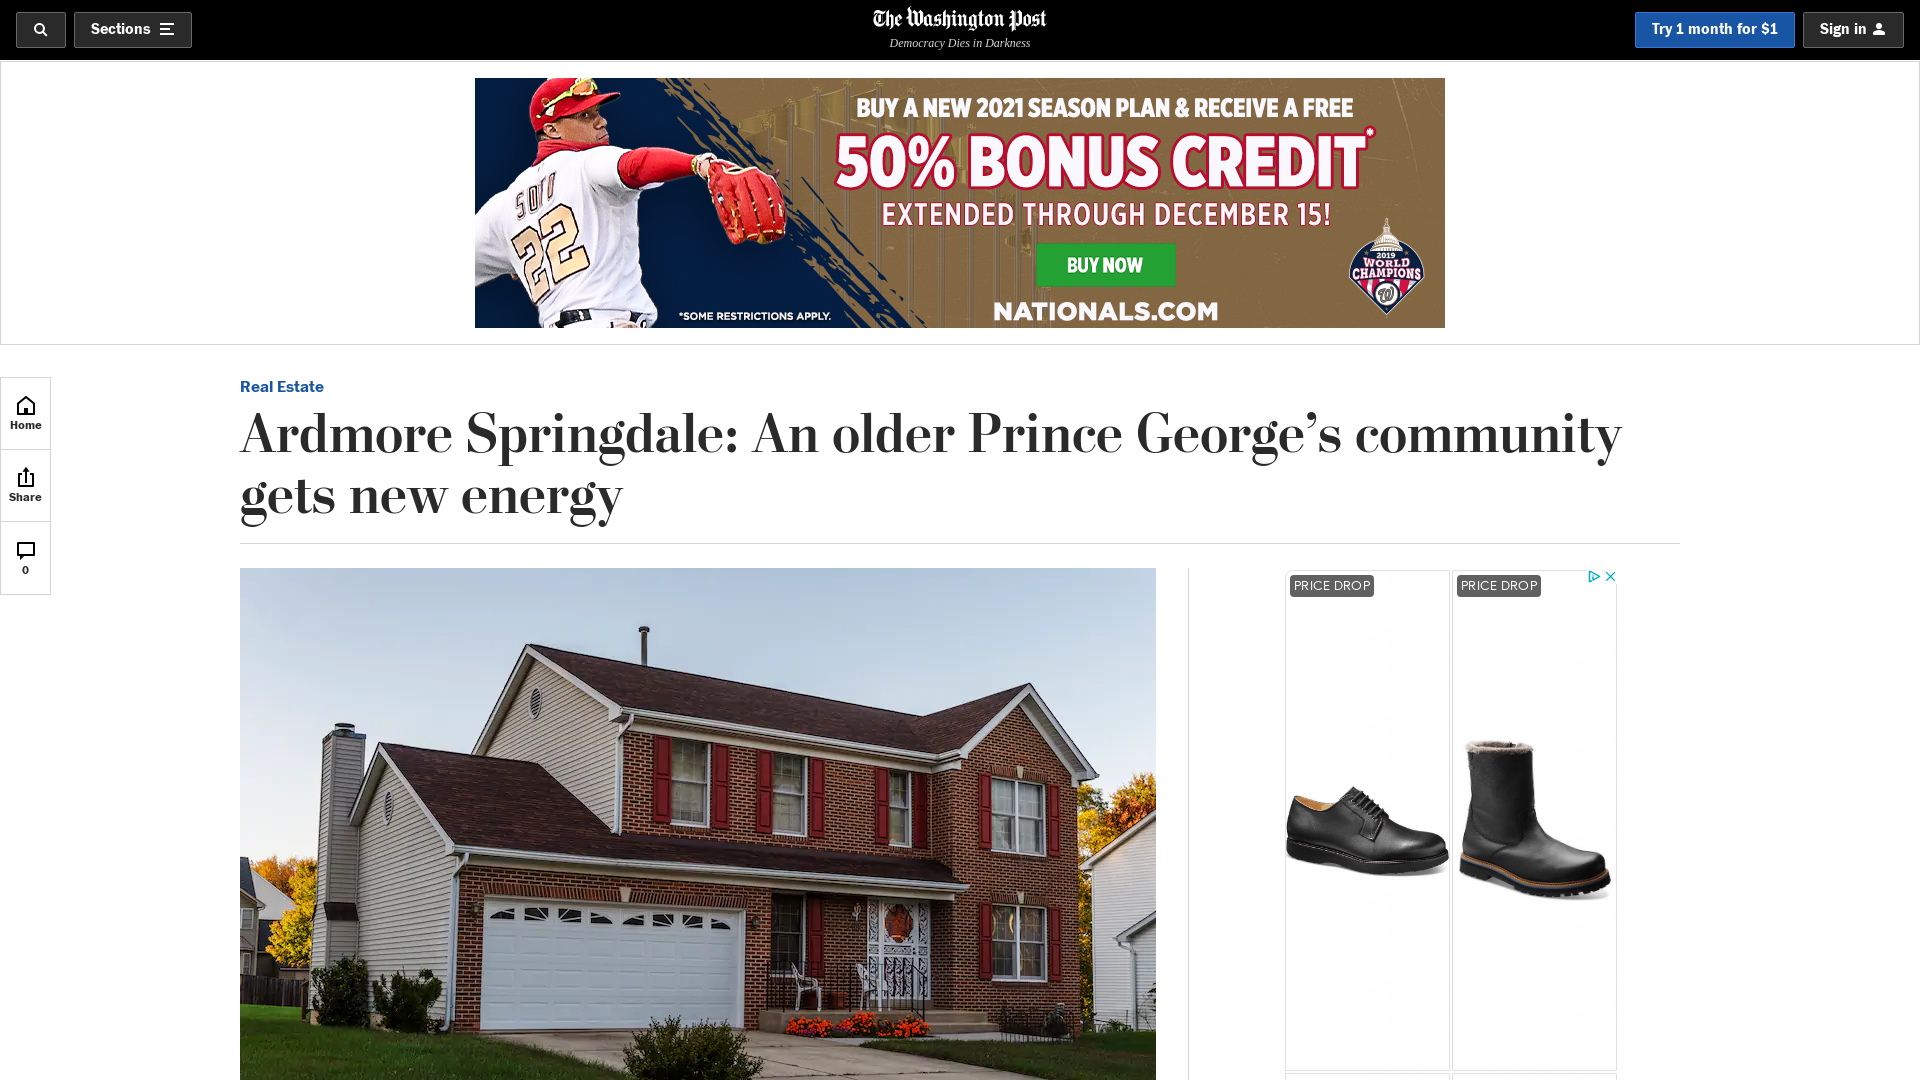 Sections
The Washington Post
Democracy Dies in Darkness
Try 1 month for $1
Sign in
BUY A NEW 2021 SEASON PLAN & RECEIVE A FREE
50% BONUS CREDIT*
EXTENDED THROUGH DECEMBER 15!
BUY NOW
NATIONALS.COM
*SOME RESTRICTIONS APPLY.
SOTO
22
2019
WORLD
CHAMPIONS
W
Home
Share
0
Real Estate
Ardmore Springdale: An older Prince George’s community
gets new energy
PRICE DROP
PRICE DROP